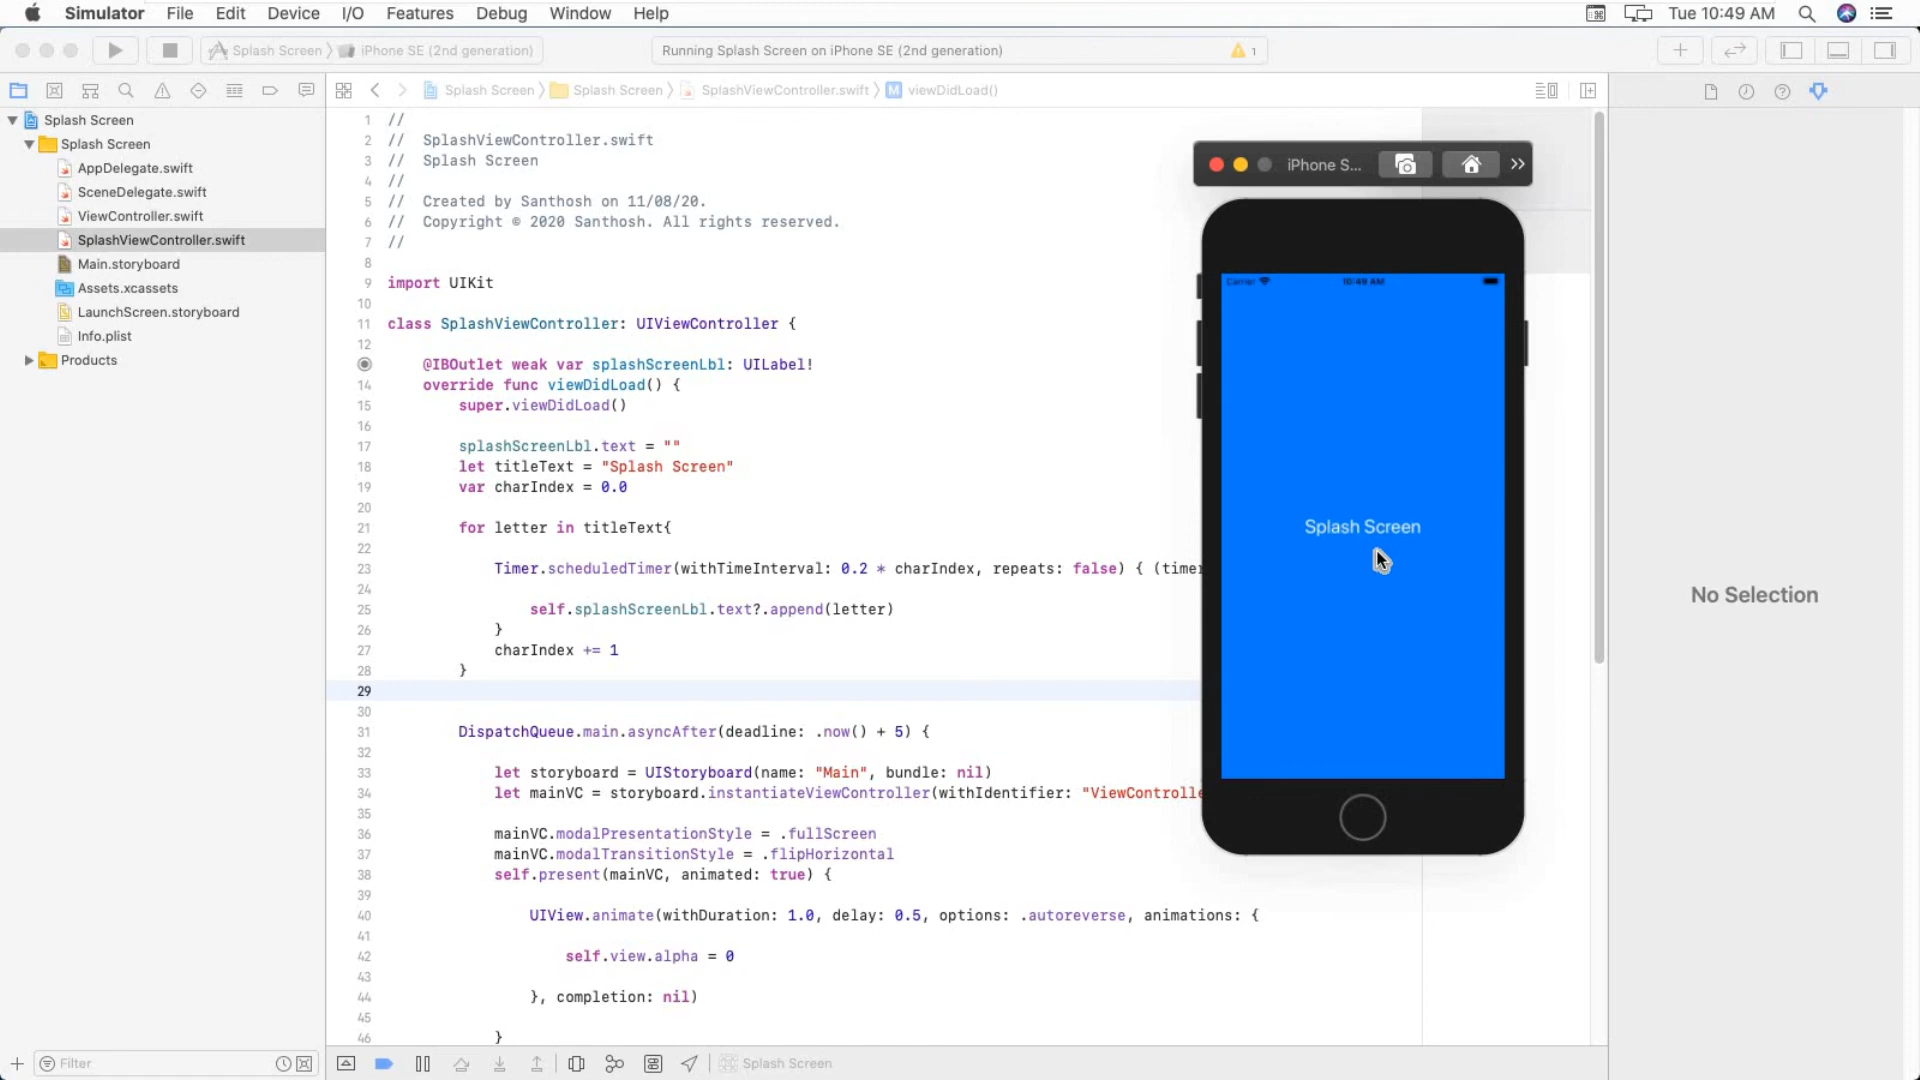 Simulator File Edit View Device I/O Features Debug Window Help Tue 10:49 AM
Splash Screen iPhone SE (2nd generation) Running Splash Screen on iPhone SE (2nd generation) 1
Splash Screen Splash Screen SplashViewController.swift M viewDidLoad()
Splash Screen
Splash Screen
AppDelegate.swift
SceneDelegate.swift
ViewController.swift
SplashViewController.swift
Main.storyboard
Assets.xcassets
LaunchScreen.storyboard
Info.plist
Products
Filter
1 //
2 // SplashViewController.swift
3 // Splash Screen
4 //
5 // Created by Santhosh on 11/08/20.
6 // Copyright © 2020 Santhosh. All rights reserved.
7 //
8
9 import UIKit
10
11 class SplashViewController: UIViewController {
12
@IBOutlet weak var splashScreenLbl: UILabel!
14 override func viewDidLoad() {
15 super.viewDidLoad()
16
17 splashScreenLbl.text = ""
18 let titleText = "Splash Screen"
19 var charIndex = 0.0
20
21 for letter in titleText{
22
23 Timer.scheduledTimer(withTimeInterval: 0.2 * charIndex, repeats: false) { (timer
24
25 self.splashScreenLbl.text?.append(letter)
26 }
27 charIndex += 1
28 }
29
30
31 DispatchQueue.main.asyncAfter(deadline: .now() + 5) {
32
33 let storyboard = UIStoryboard(name: "Main", bundle: nil)
34 let mainVC = storyboard.instantiateViewController(withIdentifier: "ViewControlle
35
36 mainVC.modalPresentationStyle = .fullScreen
37 mainVC.modalTransitionStyle = .flipHorizontal
38 self.present(mainVC, animated: true) {
39
40 UIView.animate(withDuration: 1.0, delay: 0.5, options: .autoreverse, animations: {
41
42 self.view.alpha = 0
43
44 }, completion: nil)
45
46 }
Splash Screen
iPhone S...
Carrier 10:49 AM
Splash Screen
No Selection